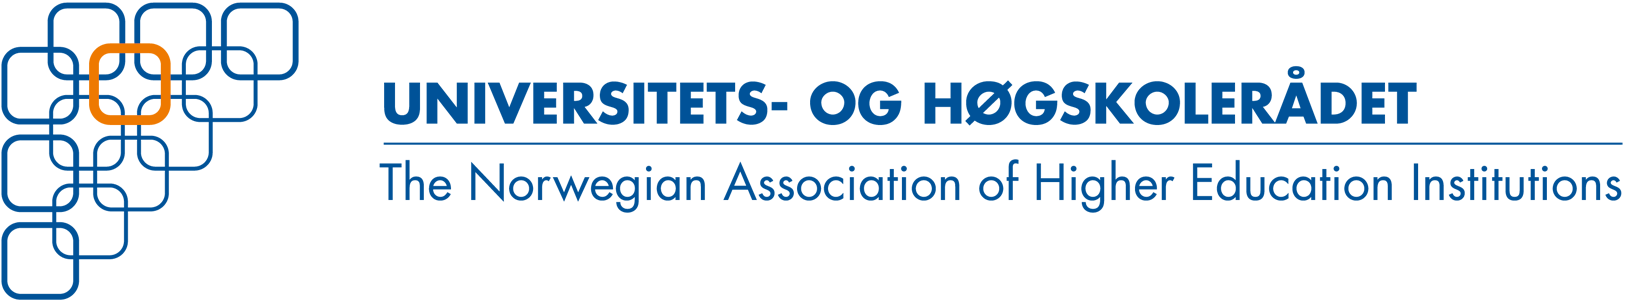 UNIVERSITETS- OG HØGSKOLERÅDET
The Norwegian Association of Higher Education Institutions